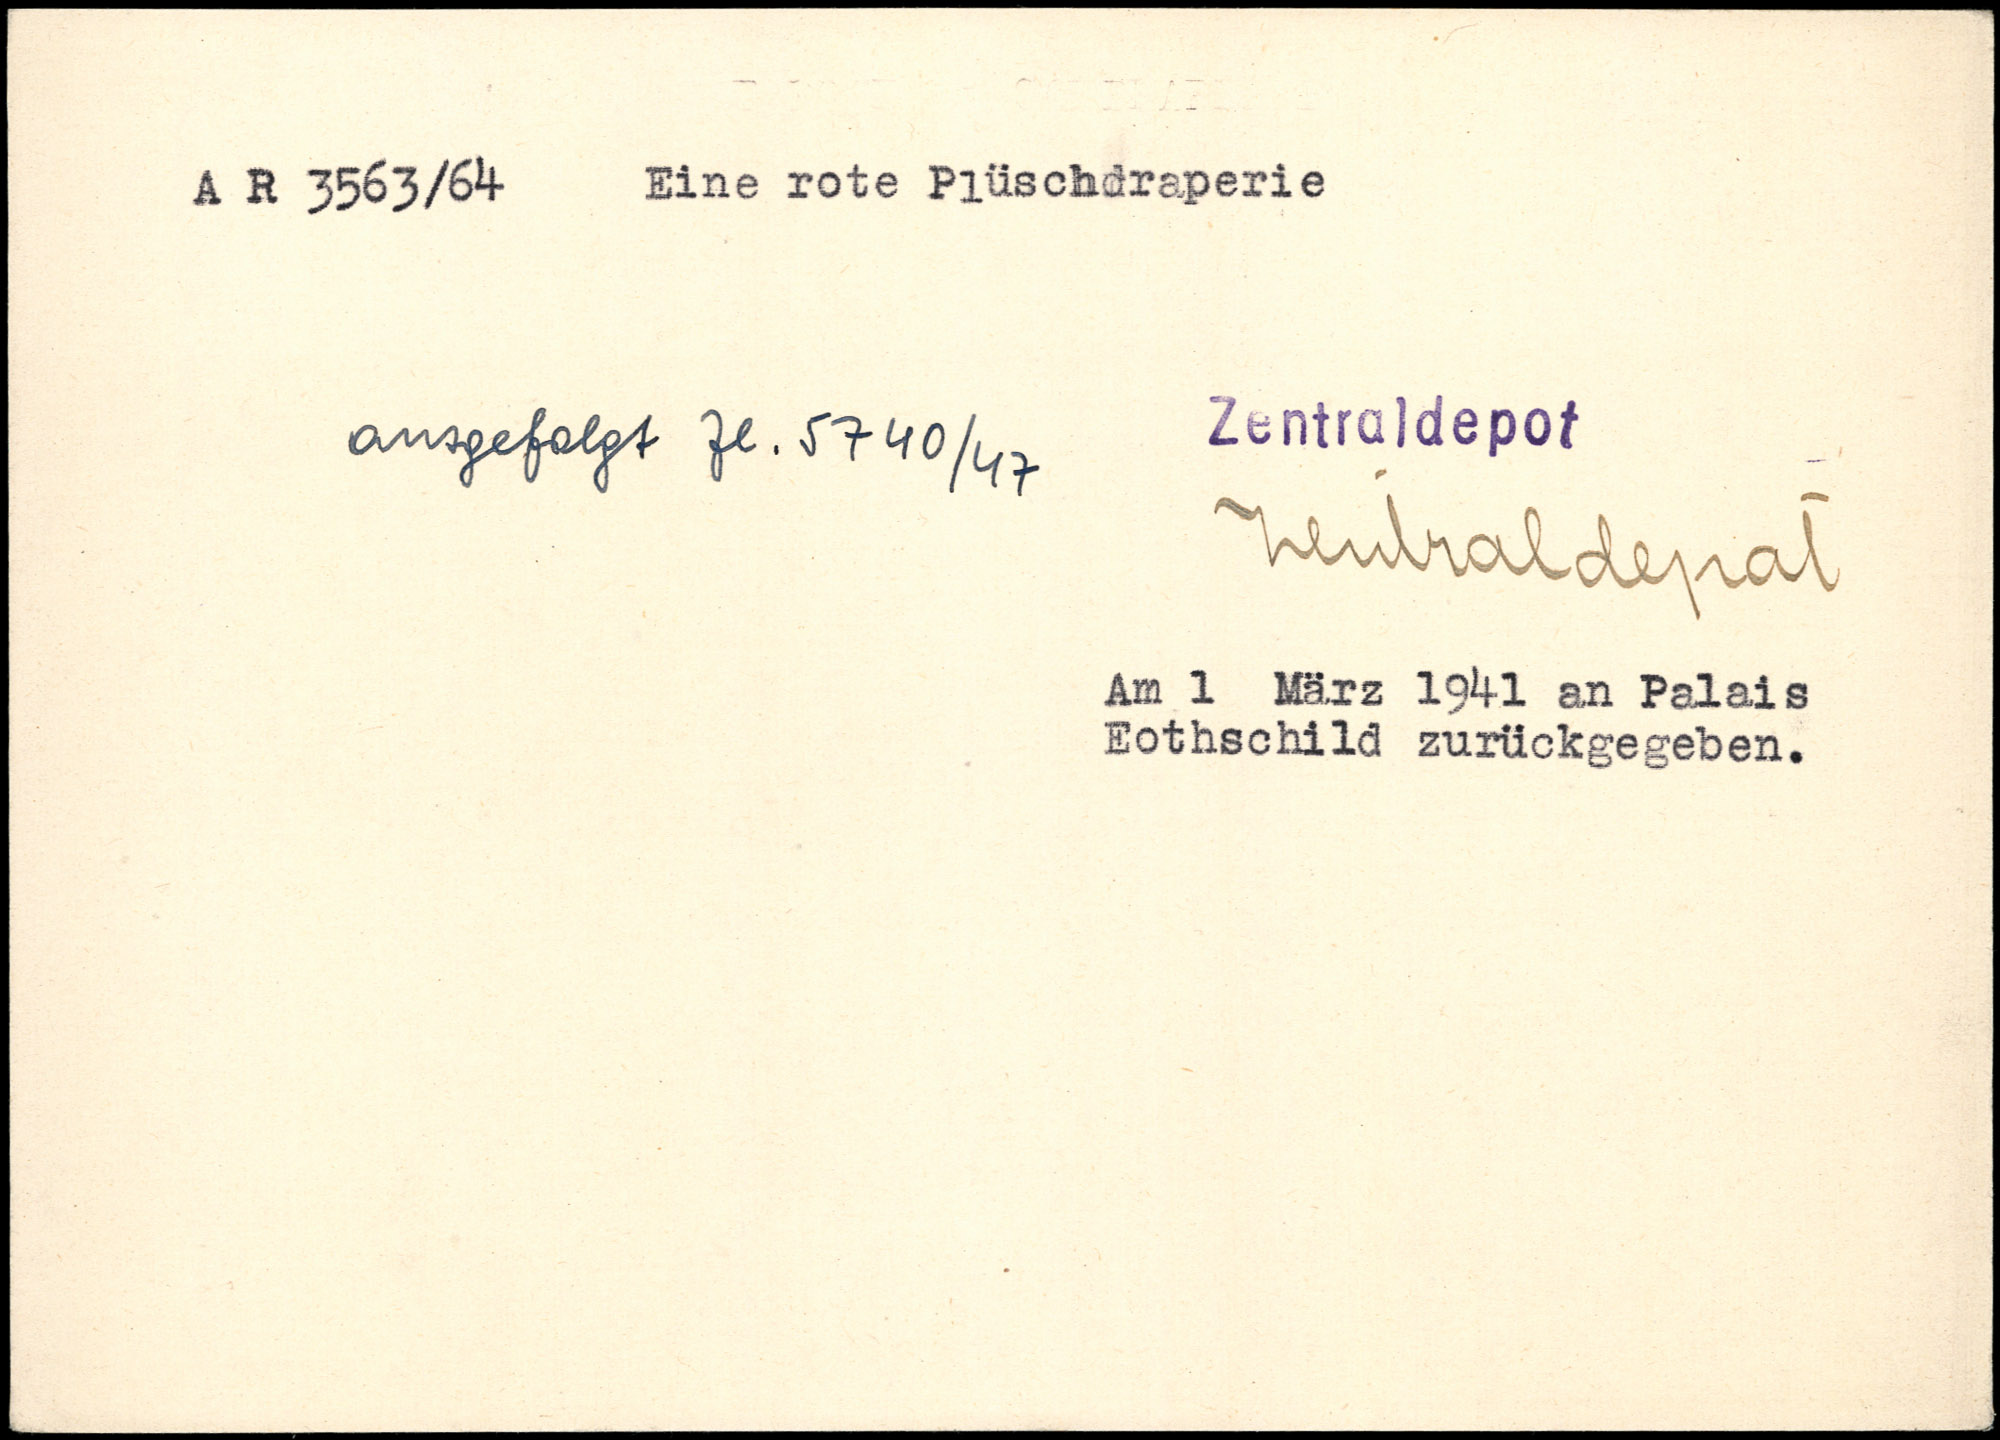 A R 3563/64 Eine rote Plüschdraperie
ausgefolgt Zl. 5740/47
Zentraldepot
Zentraldepot
Am 1 März 1941 an Palais
Eothschild zurückgegeben.